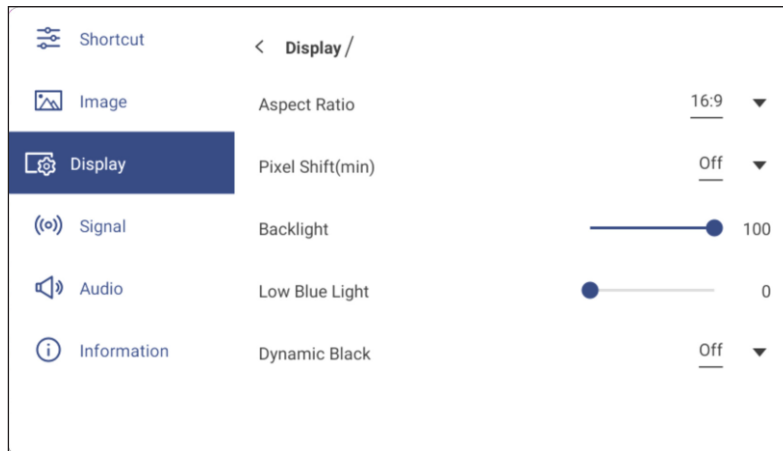 Shortcut
Image
Display
Signal
Audio
Information
Display /
Aspect Ratio 16:9
Pixel Shift(min) Off
Backlight 100
Low Blue Light 0
Dynamic Black Off